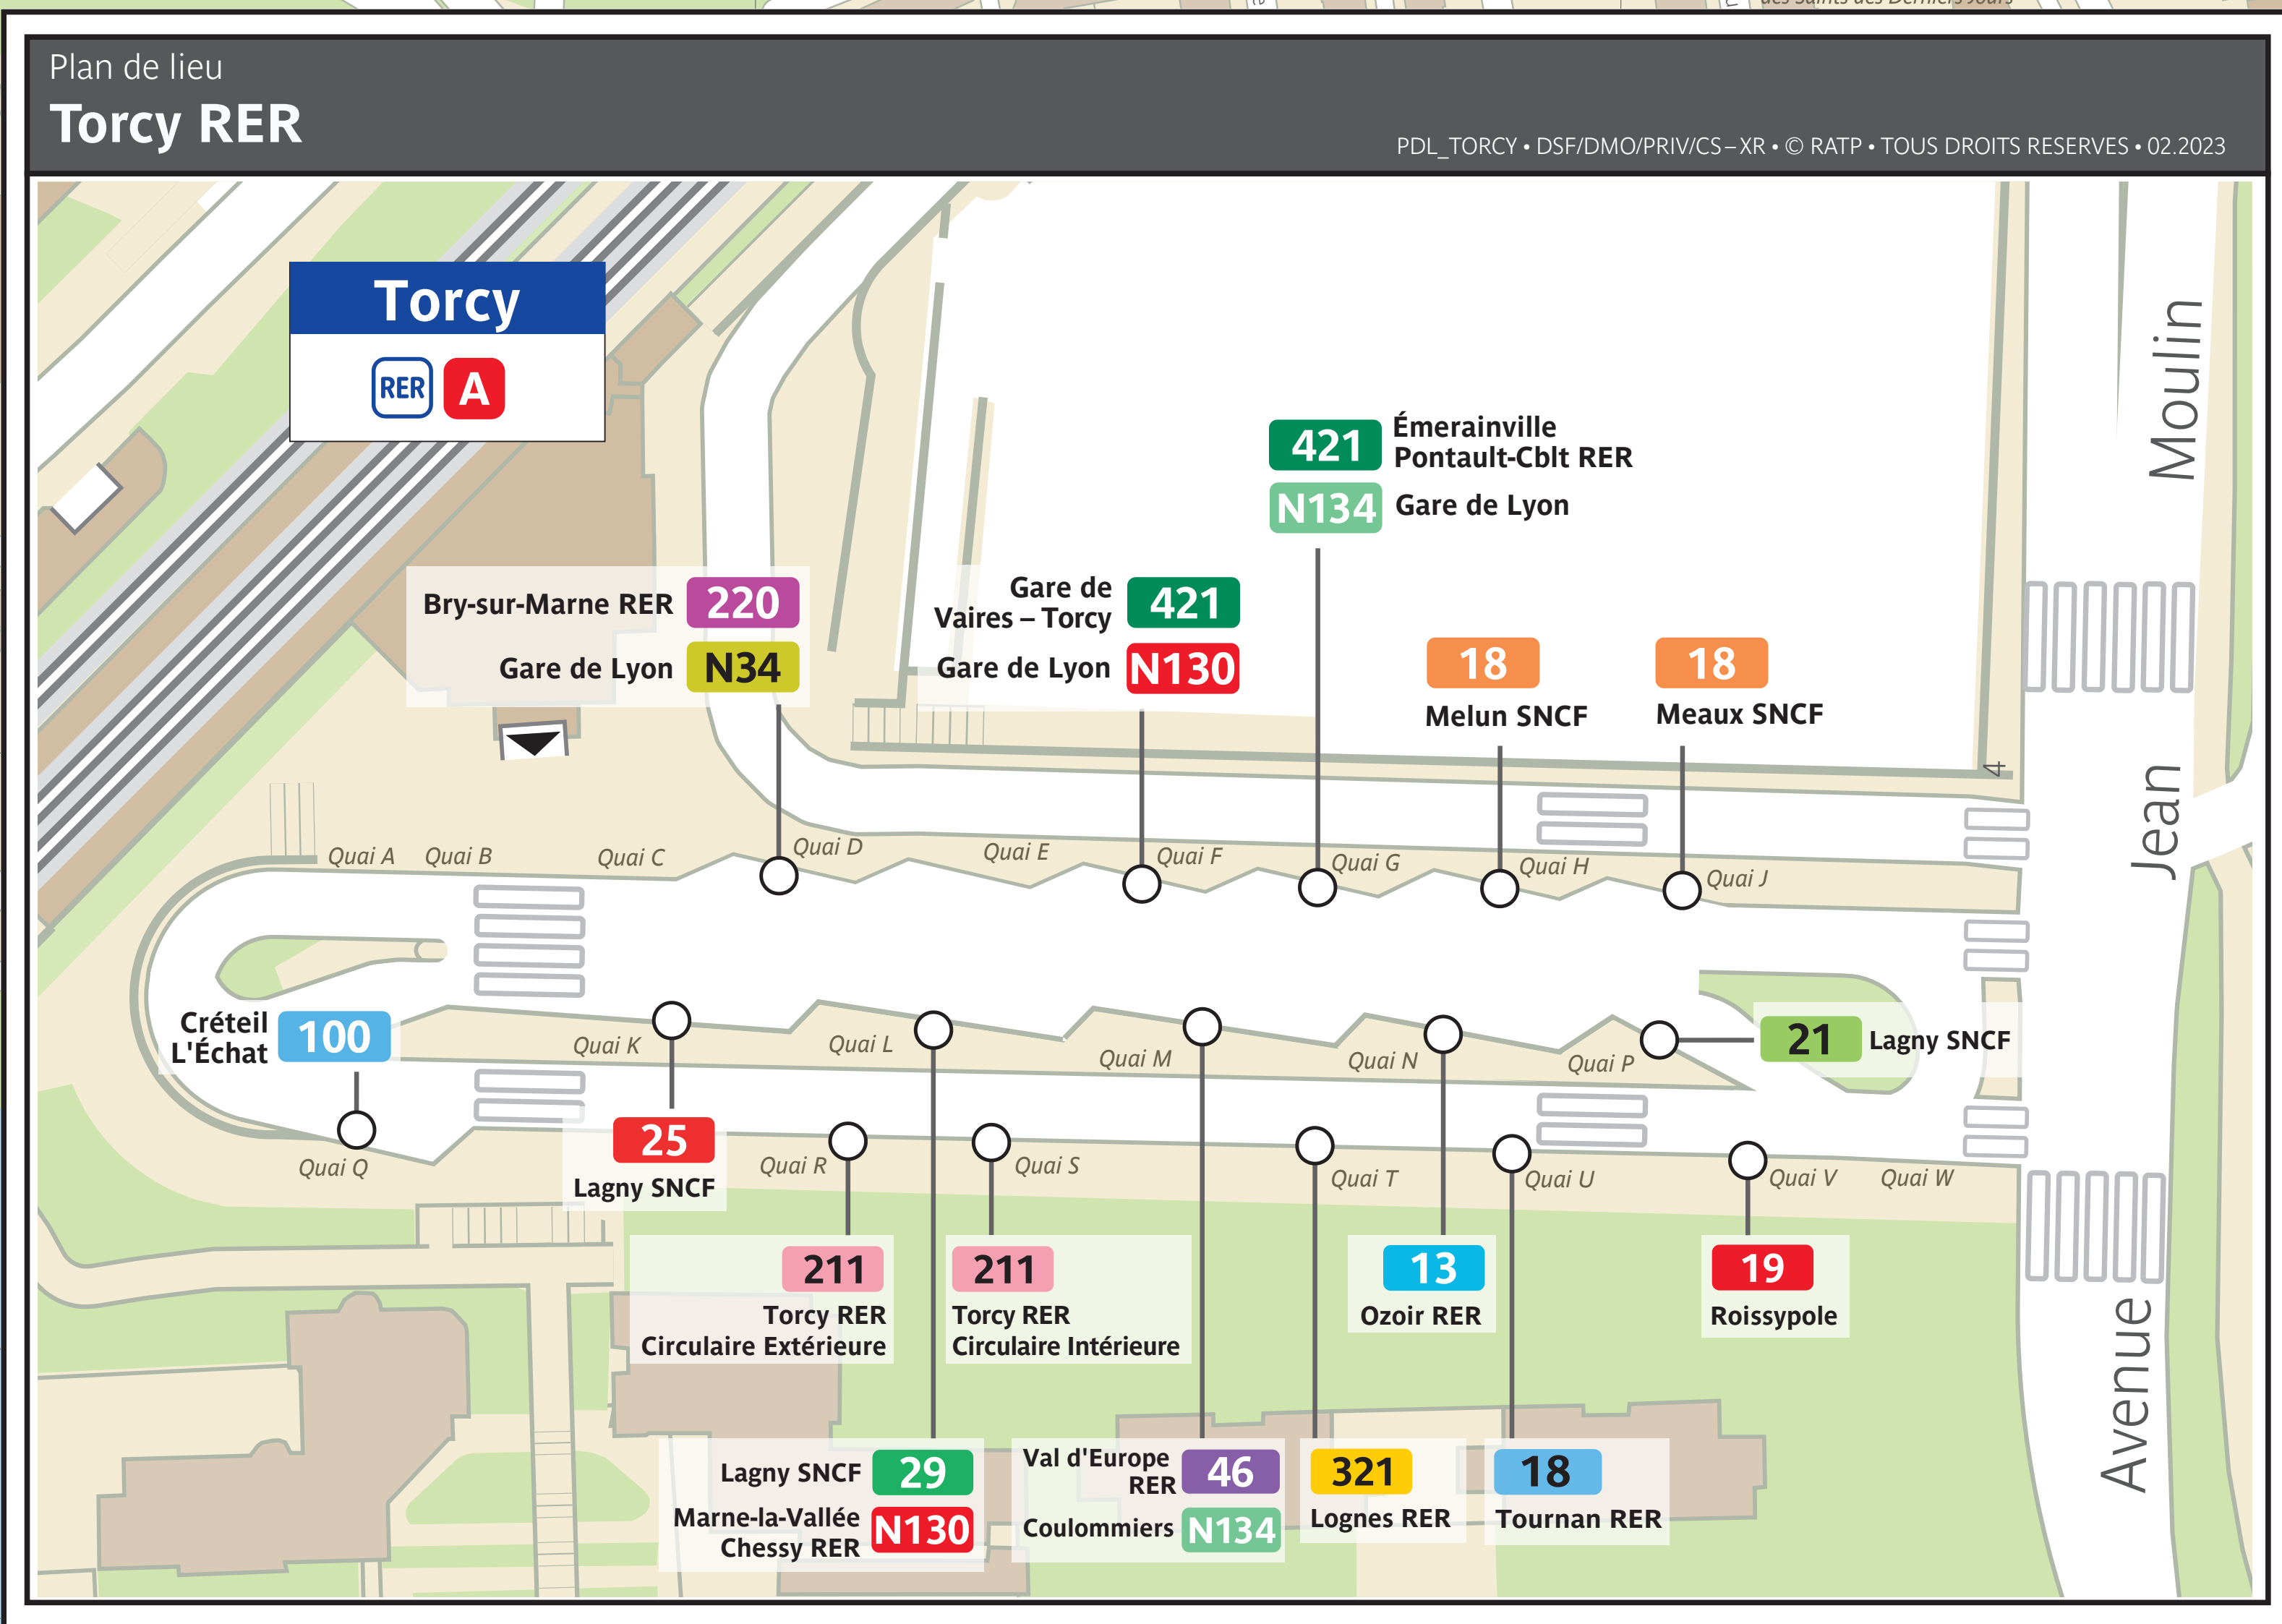 des Saints des Derniers Jours
Plan de lieu
Torcy RER
PDL_TORCY • DSF/DMO/PRIV/CS – XR • © RATP • TOUS DROITS RESERVES • 02.2023
Torcy
RER A
421 Émerainville
Pontault-Cblt RER
N134 Gare de Lyon
Bry-sur-Marne RER 220
Gare de Lyon N34
Gare de
Vaires – Torcy 421
Gare de Lyon N130
18
Melun SNCF
18
Meaux SNCF
4
Moulin
Jean
Avenue
Quai A
Quai B
Quai C
Quai D
Quai E
Quai F
Quai G
Quai H
Quai J
Créteil
L'Échat 100
Quai K
Quai L
Quai M
Quai N
Quai P
21 Lagny SNCF
Quai Q
25
Lagny SNCF
Quai R
Quai S
Quai T
Quai U
Quai V
Quai W
211
Torcy RER
Circulaire Extérieure
211
Torcy RER
Circulaire Intérieure
13
Ozoir RER
19
Roissypole
Lagny SNCF 29
Marne-la-Vallée
Chessy RER N130
Val d'Europe
RER 46
Coulommiers N134
321
Lognes RER
18
Tournan RER